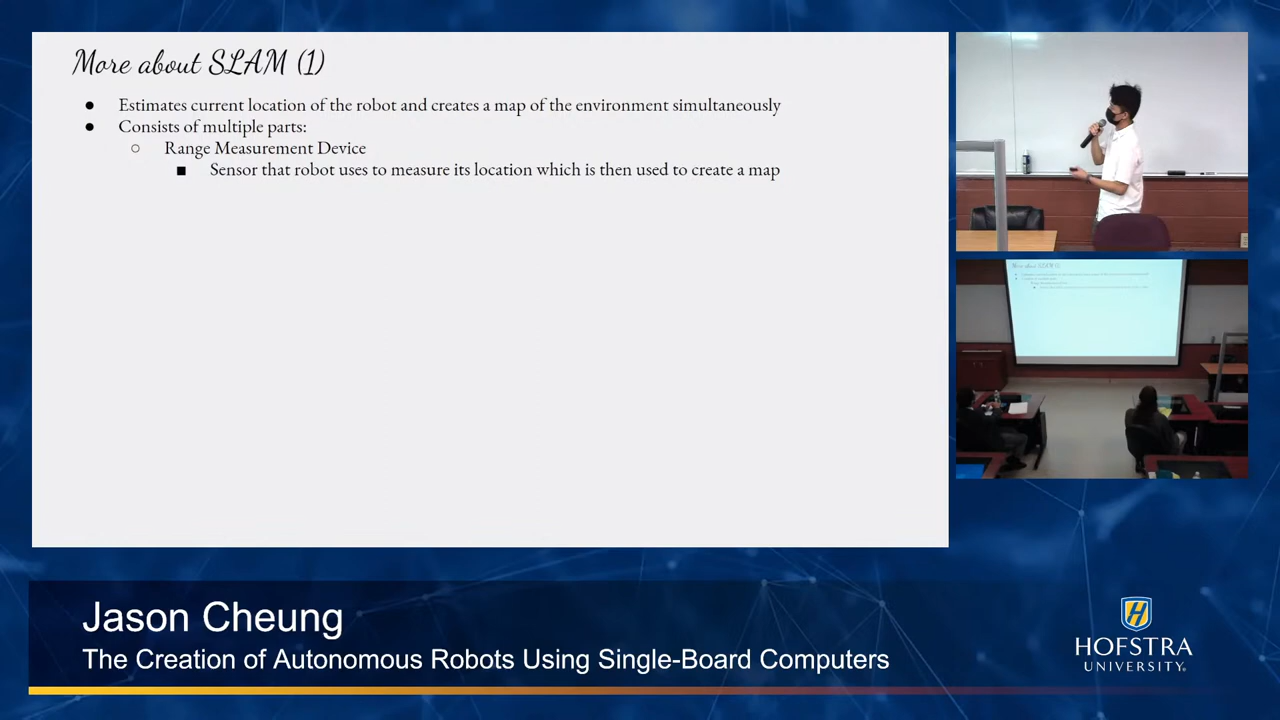 More about SLAM (1)
● Estimates current location of the robot and creates a map of the environment simultaneously
● Consists of multiple parts:
○ Range Measurement Device
■ Sensor that robot uses to measure its location which is then used to create a map
Jason Cheung
The Creation of Autonomous Robots Using Single-Board Computers
H
HOFSTRA
UNIVERSITY®